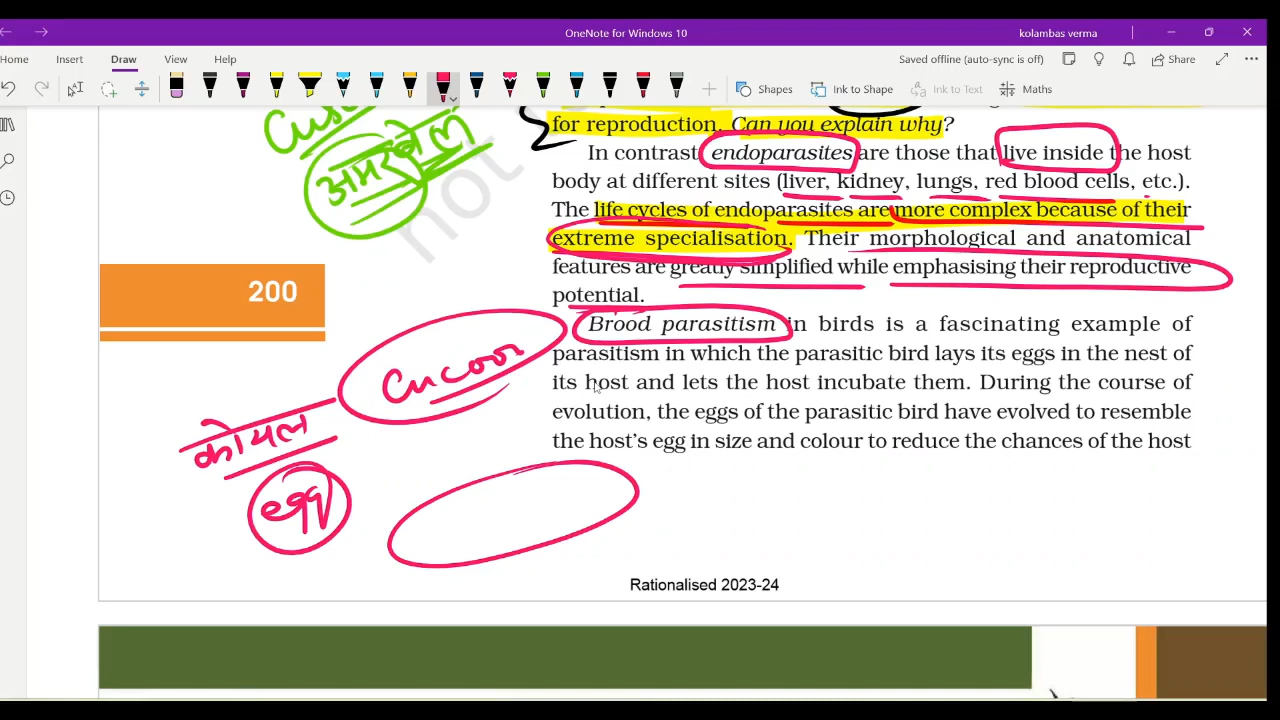 OneNote for Windows 10
kolambas verma
Home Insert Draw View Help
Saved offline (auto-sync is off)
Share
Shapes
Ink to Shape
Ink to Text
Maths
for reproduction. Can you explain why?
In contrast endoparasites are those that live inside the host
body at different sites (liver, kidney, lungs, red blood cells, etc.).
The life cycles of endoparasites are more complex because of their
extreme specialisation. Their morphological and anatomical
features are greatly simplified while emphasising their reproductive
potential.
Brood parasitism in birds is a fascinating example of
parasitism in which the parasitic bird lays its eggs in the nest of
its host and lets the host incubate them. During the course of
evolution, the eggs of the parasitic bird have evolved to resemble
the host's egg in size and colour to reduce the chances of the host
अमरबेल
not
200
कोयल
egg
Rationalised 2023-24